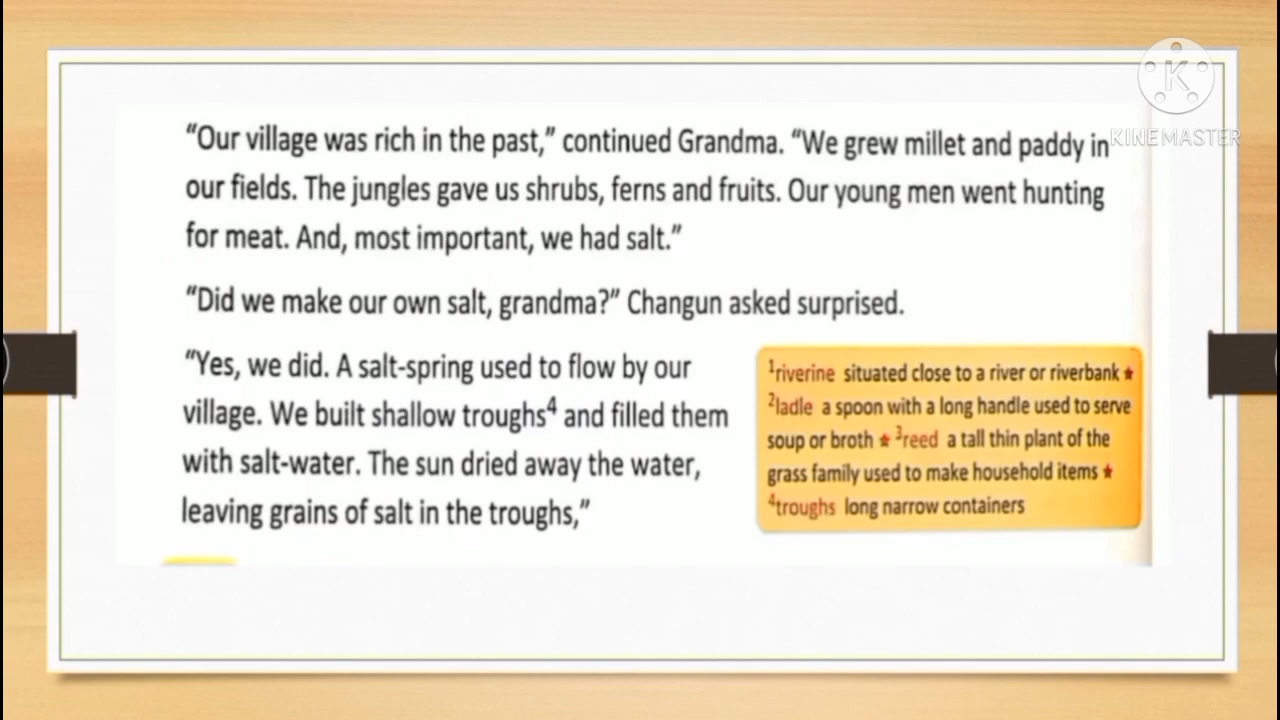 “Our village was rich in the past,” continued Grandma. “We grew millet and paddy in
our fields. The jungles gave us shrubs, ferns and fruits. Our young men went hunting
for meat. And, most important, we had salt.”
“Did we make our own salt, grandma?” Changun asked surprised.
“Yes, we did. A salt-spring used to flow by our
village. We built shallow troughs⁴ and filled them
with salt-water. The sun dried away the water,
leaving grains of salt in the troughs,”
¹riverine situated close to a river or riverbank ★
²ladle a spoon with a long handle used to serve
soup or broth ★ ³reed a tall thin plant of the
grass family used to make household items ★
⁴troughs long narrow containers
K
KINEMASTER